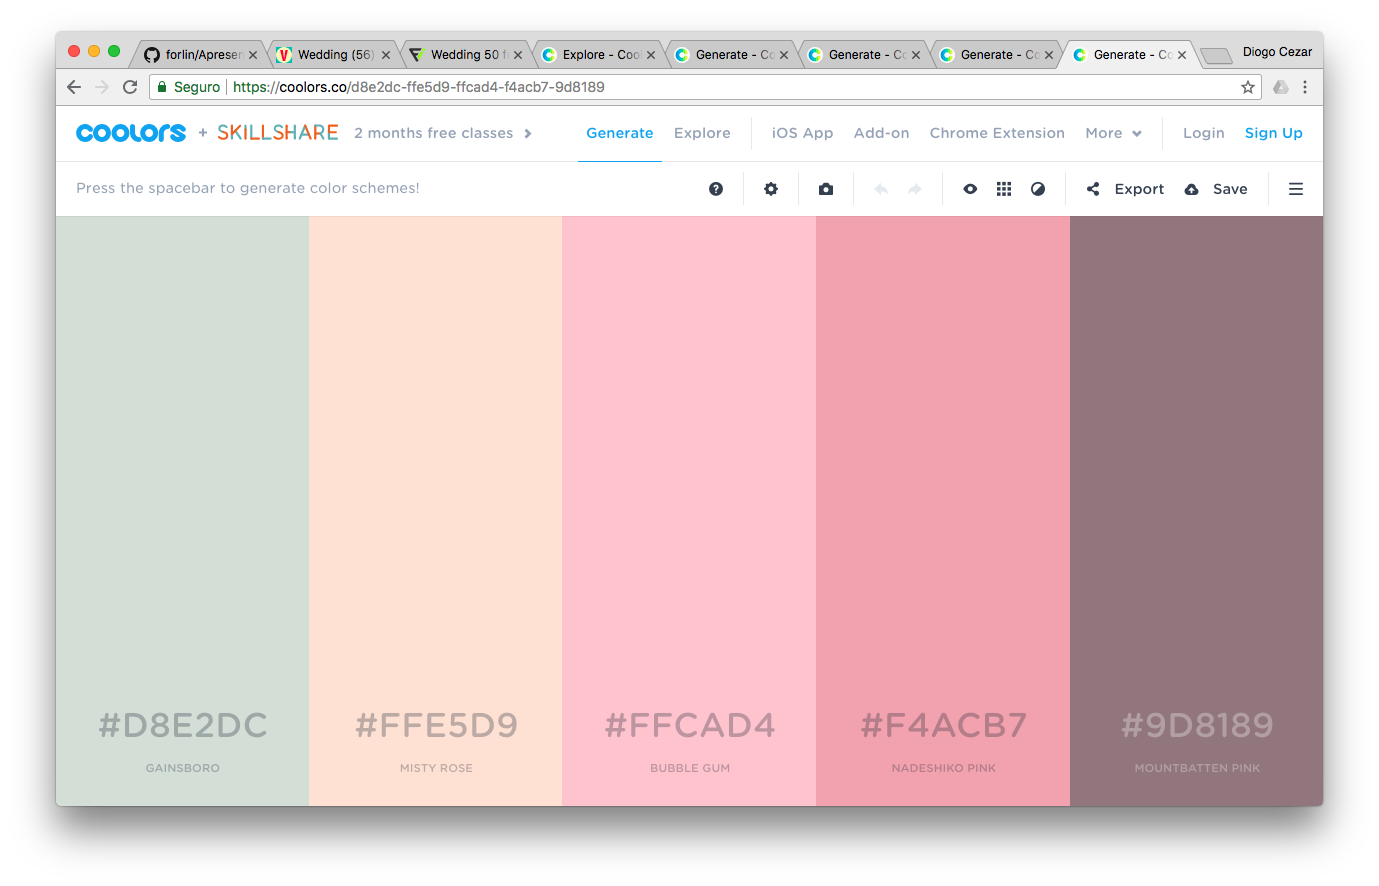 forlin/Apresen
Wedding (56)
Wedding 50 f
Explore - Coo
Generate - Co
Generate - Co
Generate - Co
Generate - Co
Diogo Cezar
Seguro https://coolors.co/d8e2dc-ffe5d9-ffcad4-f4acb7-9d8189
coolors + SKILLSHARE 2 months free classes Generate Explore iOS App Add-on Chrome Extension More Login Sign Up
Press the spacebar to generate color schemes! Export Save
#D8E2DC
GAINSBORO
#FFE5D9
MISTY ROSE
#FFCAD4
BUBBLE GUM
#F4ACB7
NADESHIKO PINK
#9D8189
MOUNTBATTEN PINK